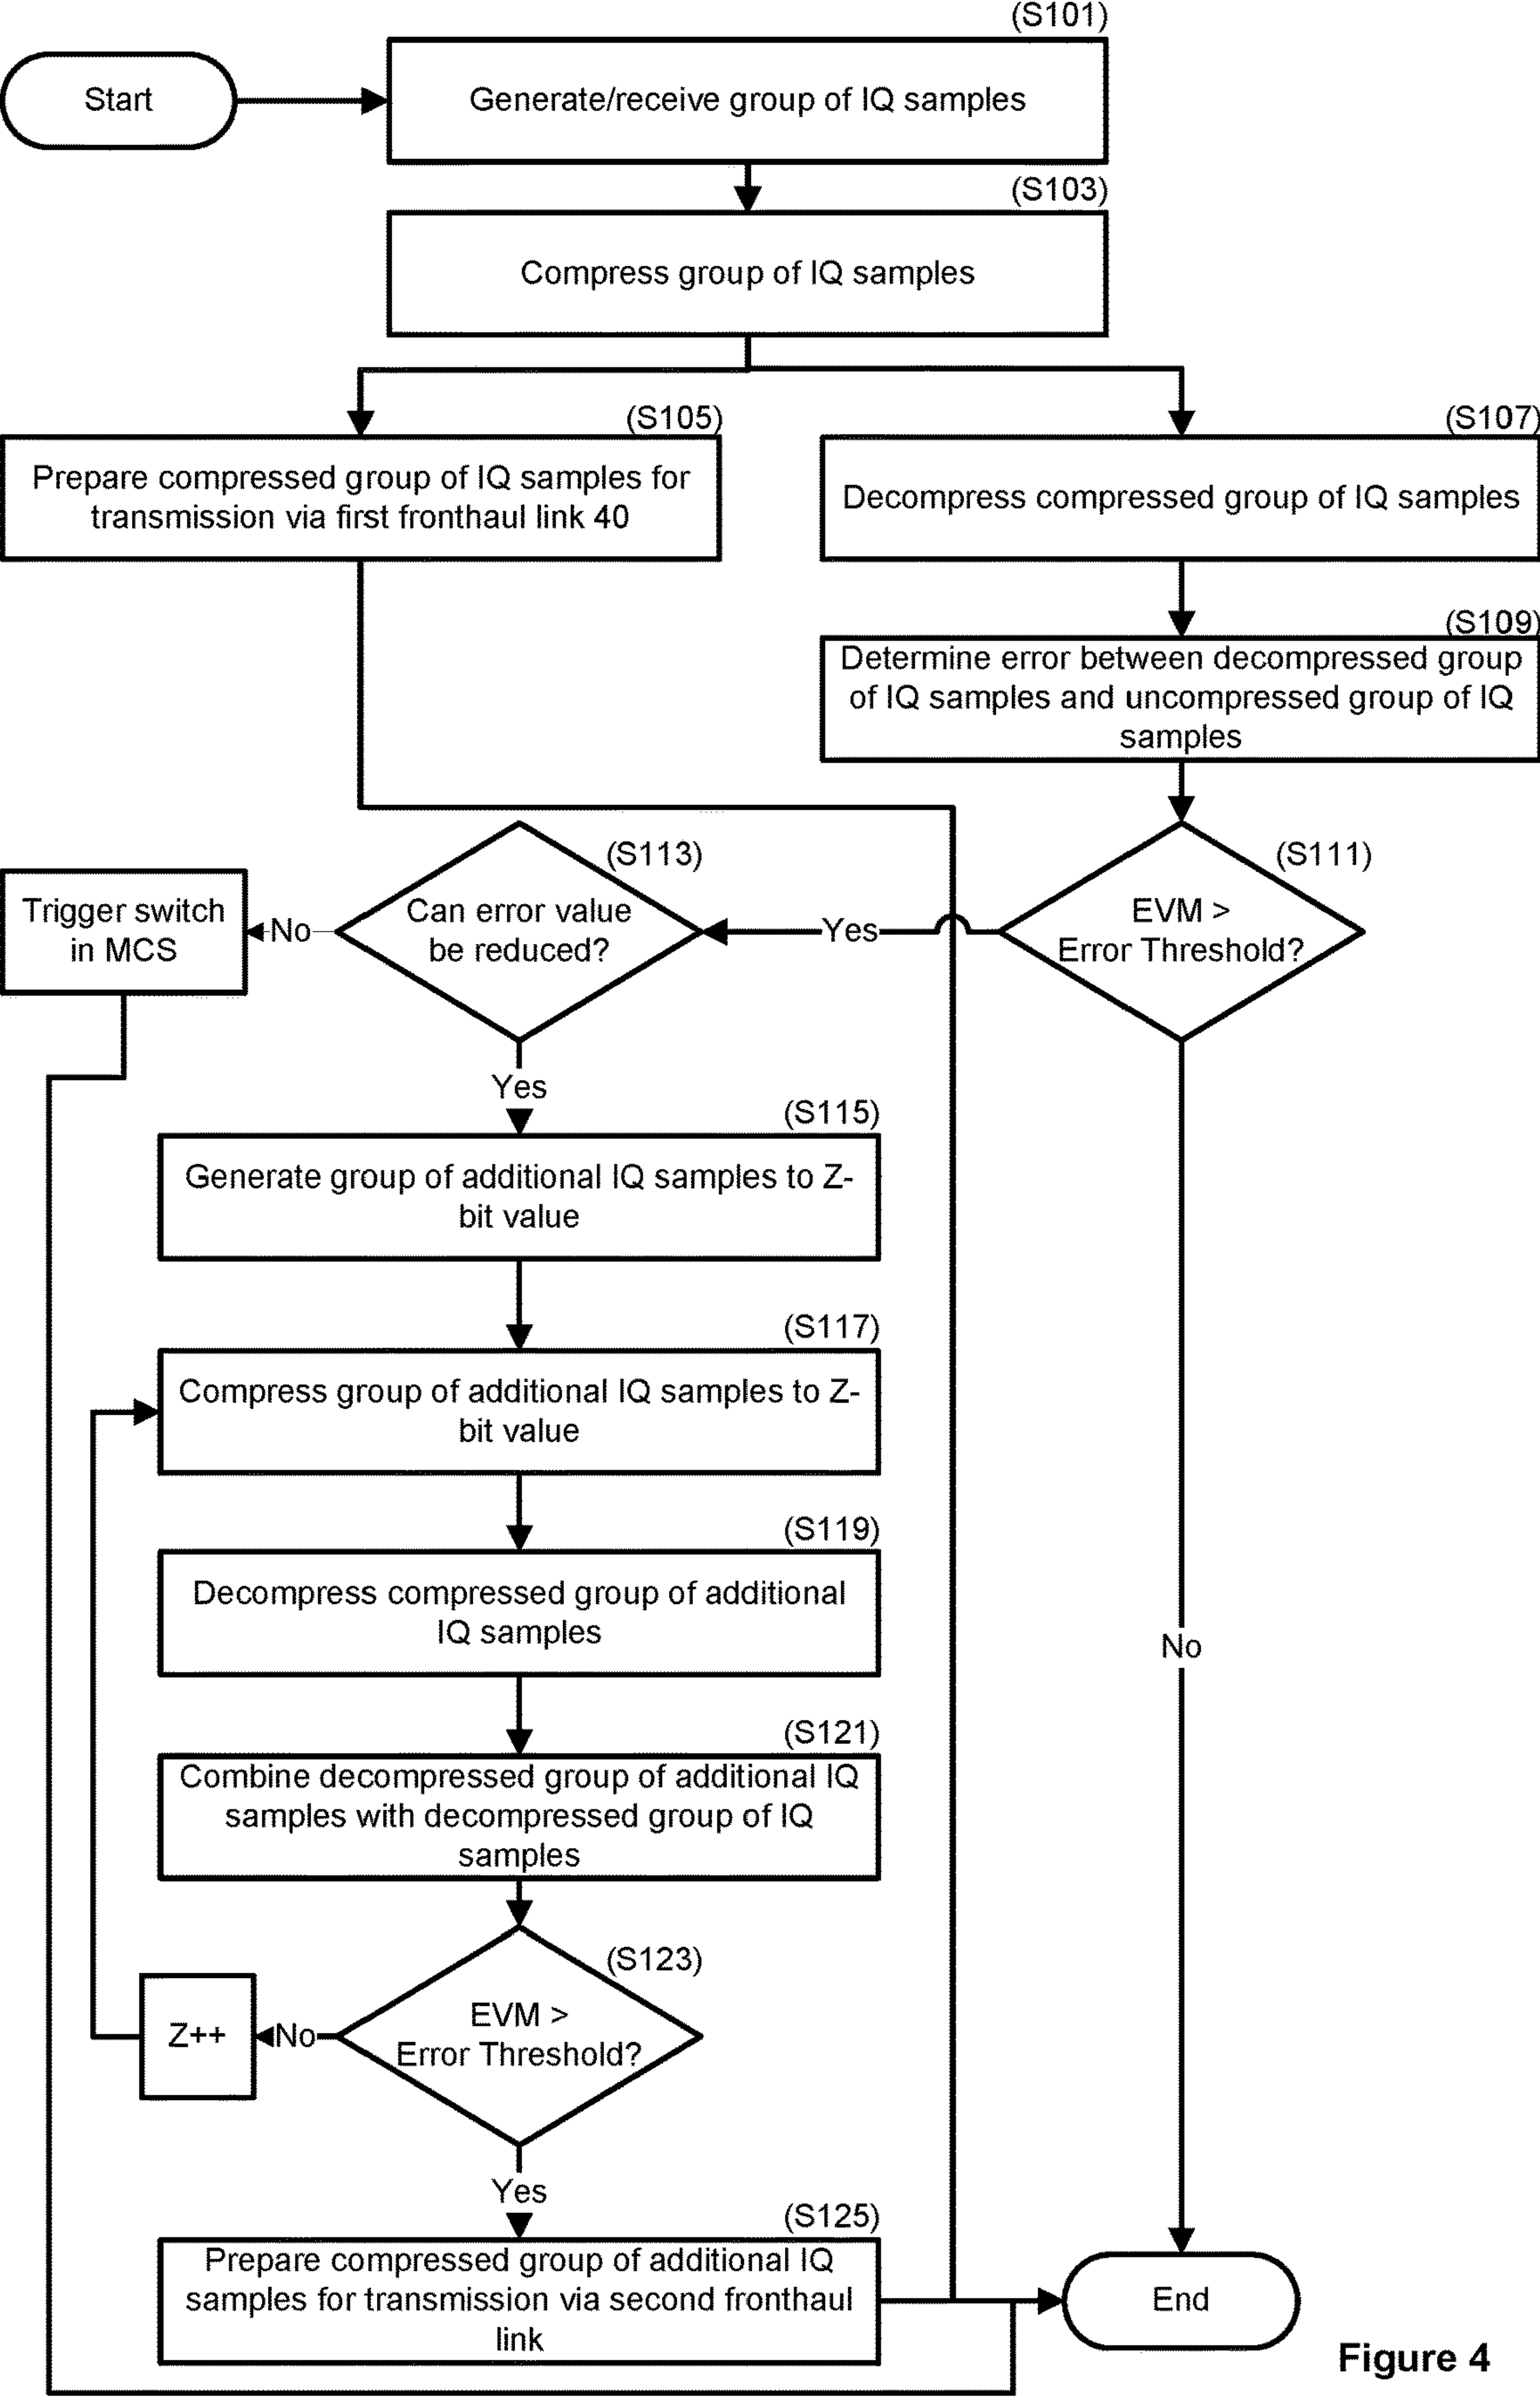 (S101)
Start
Generate/receive group of IQ samples
(S103)
Compress group of IQ samples
(S105)
Prepare compressed group of IQ samples for
transmission via first fronthaul link 40
(S107)
Decompress compressed group of IQ samples
(S109)
Determine error between decompressed group
of IQ samples and uncompressed group of IQ
samples
(S111)
EVM >
Error Threshold?
Yes
(S113)
Can error value
be reduced?
No
Trigger switch
in MCS
Yes
(S115)
Generate group of additional IQ samples to Z-
bit value
(S117)
Compress group of additional IQ samples to Z-
bit value
(S119)
Decompress compressed group of additional
IQ samples
No
(S121)
Combine decompressed group of additional IQ
samples with decompressed group of IQ
samples
(S123)
EVM >
Error Threshold?
No
Z++
Yes
(S125)
Prepare compressed group of additional IQ
samples for transmission via second fronthaul
link
End
Figure 4